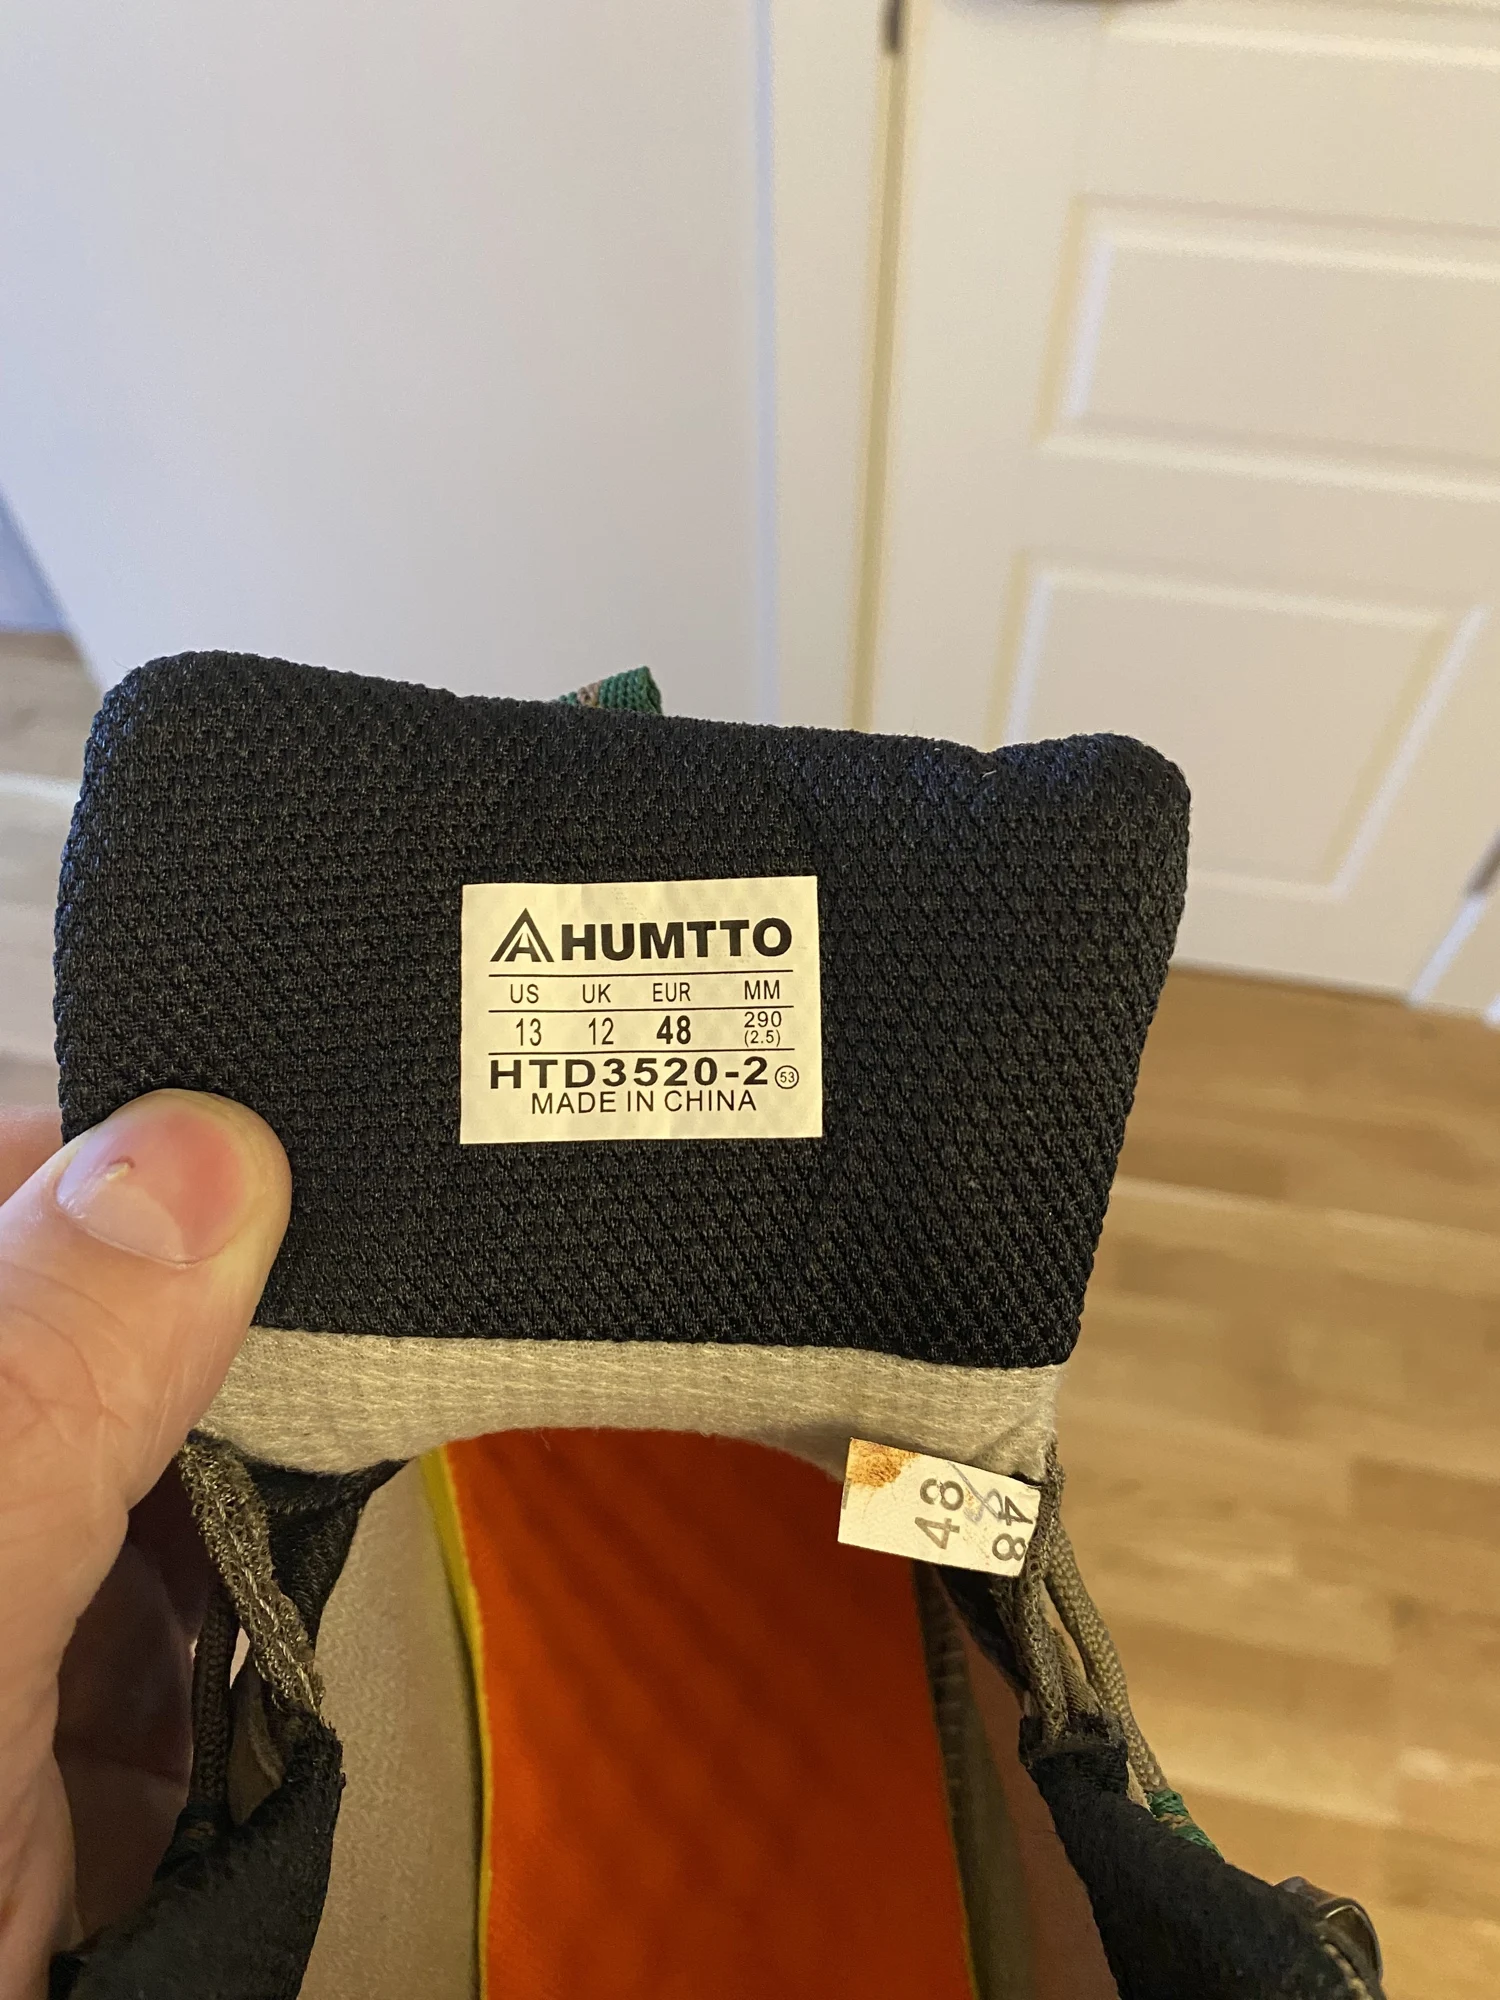 HUMTTO
US UK EUR MM
13 12 48 290
(2.5)
HTD3520-2 53
MADE IN CHINA
48
48